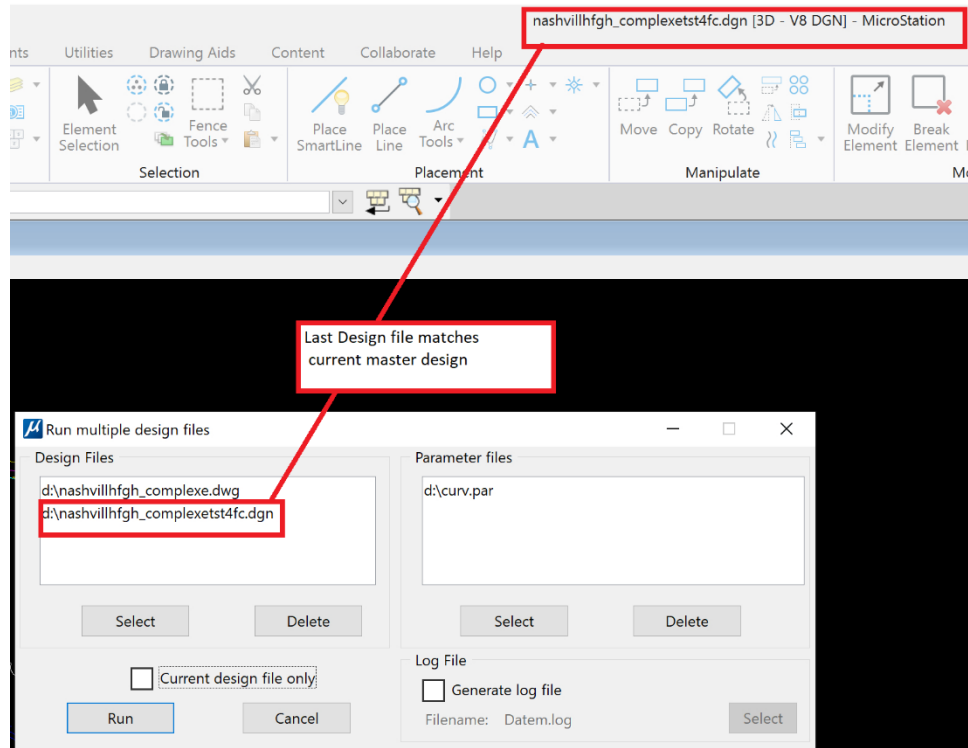 nashvillhfgh_complexetst4fc.dgn [3D - V8 DGN] - MicroStation
nts Utilities Drawing Aids Content Collaborate Help
Element
Selection
Fence
Tools
Place
SmartLine
Place
Line
Arc
Tools
Move Copy Rotate
Modify
Element
Break
Element
Selection Placement Manipulate Mo
Last Design file matches
current master design
Run multiple design files
Design Files
d:\nashvillhfgh_complexe.dwg
d:\nashvillhfgh_complexetst4fc.dgn
Select Delete
Current design file only
Run Cancel
Parameter files
d:\curv.par
Select Delete
Log File
Generate log file
Filename: Datem.log Select